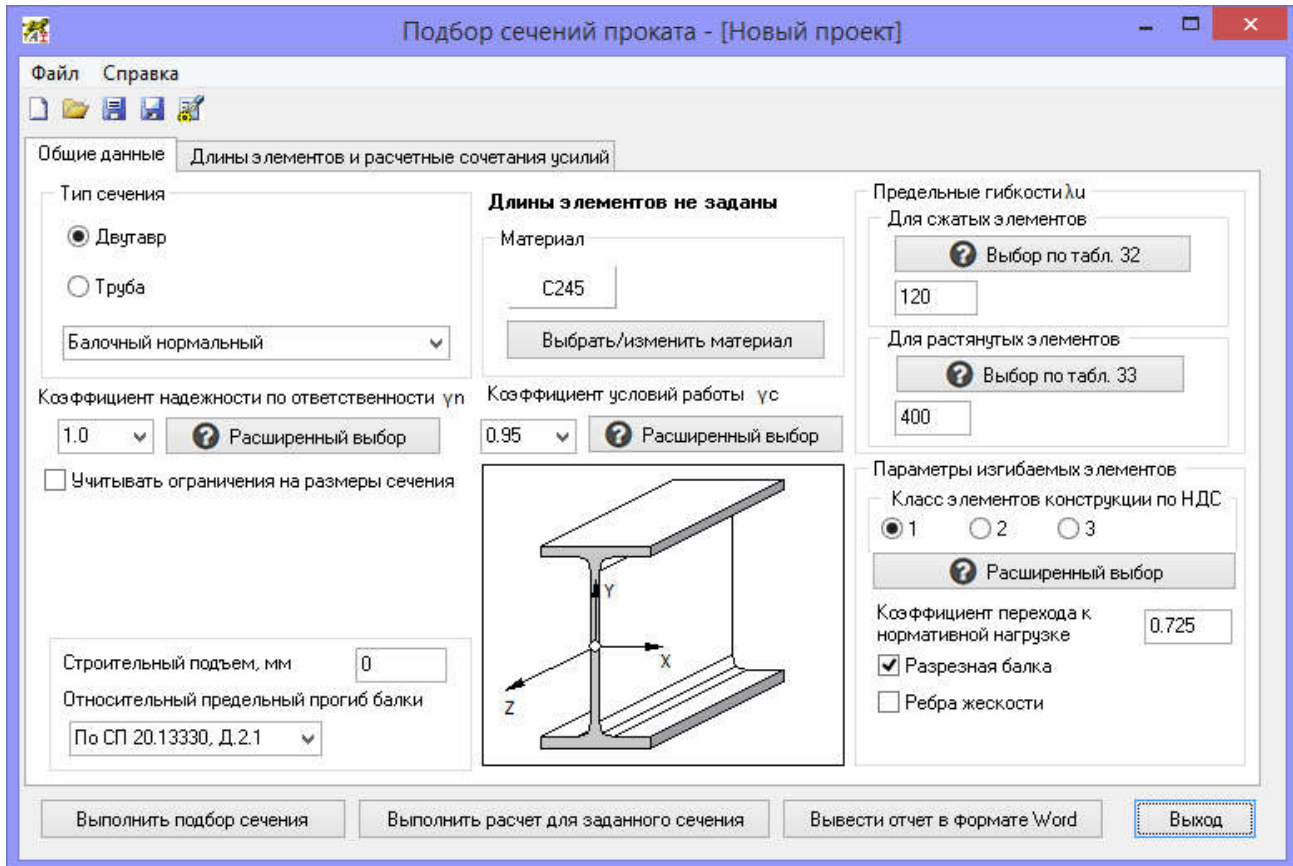 Подбор сечений проката - [Новый проект]
Файл Справка
Общие данные
Длины элементов и расчетные сочетания усилий
Тип сечения
Двутавр
Труба
Балочный нормальный
Длины элементов не заданы
Материал
С245
Выбрать/изменить материал
Предельные гибкости λu
Для сжатых элементов
Выбор по табл. 32
120
Для растянутых элементов
Выбор по табл. 33
400
Коэффициент надежности по ответственности γn
1.0
Расширенный выбор
Коэффициент условий работы γc
0.95
Расширенный выбор
Учитывать ограничения на размеры сечения
Y
X
Z
Параметры изгибаемых элементов
Класс элементов конструкции по НДС
1 2 3
Расширенный выбор
Коэффициент перехода к
нормативной нагрузке
0.725
Разрезная балка
Ребра жескости
Строительный подъем, мм
0
Относительный предельный прогиб балки
По СП 20.13330, Д.2.1
Выполнить подбор сечения
Выполнить расчет для заданного сечения
Вывести отчет в формате Word
Выход